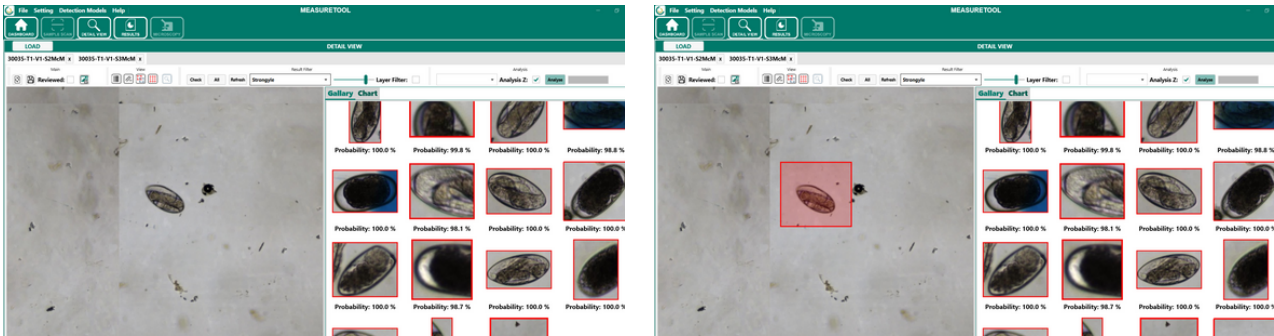 File Setting Detection Models Help MEASURETOOL
DASHBOARD SAMPLE SCAN DETAIL VIEW RESULTS MICROSCOPY
LOAD DETAIL VIEW
30035-T1-V1-S2McM x 30035-T1-V1-S3McM x
Main View Result Filter Analysis
Reviewed: Check All Refresh Strongyle Layer Filter: Analysis Z: Analyze
Gallary Chart
Probability: 100.0 % Probability: 99.8 % Probability: 100.0 % Probability: 98.8 %
Probability: 100.0 % Probability: 98.1 % Probability: 100.0 % Probability: 100.0 %
Probability: 100.0 % Probability: 98.7 % Probability: 100.0 % Probability: 100.0 %
File Setting Detection Models Help MEASURETOOL
DASHBOARD SAMPLE SCAN DETAIL VIEW RESULTS MICROSCOPY
LOAD DETAIL VIEW
30035-T1-V1-S2McM x 30035-T1-V1-S3McM x
Main View Result Filter Analysis
Reviewed: Check All Refresh Strongyle Layer Filter: Analysis Z: Analyze
Gallary Chart
Probability: 100.0 % Probability: 99.8 % Probability: 100.0 % Probability: 98.8 %
Probability: 100.0 % Probability: 98.1 % Probability: 100.0 % Probability: 100.0 %
Probability: 100.0 % Probability: 98.7 % Probability: 100.0 % Probability: 100.0 %